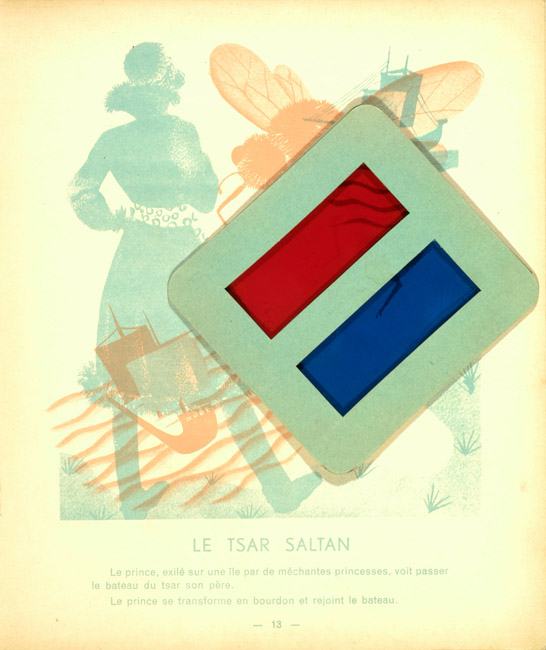 LE TSAR SALTAN
Le prince, exilé sur une île par de méchantes princesses, voit passer
le bateau du tsar son père.
Le prince se transforme en bourdon et rejoint le bateau.
— 13 —